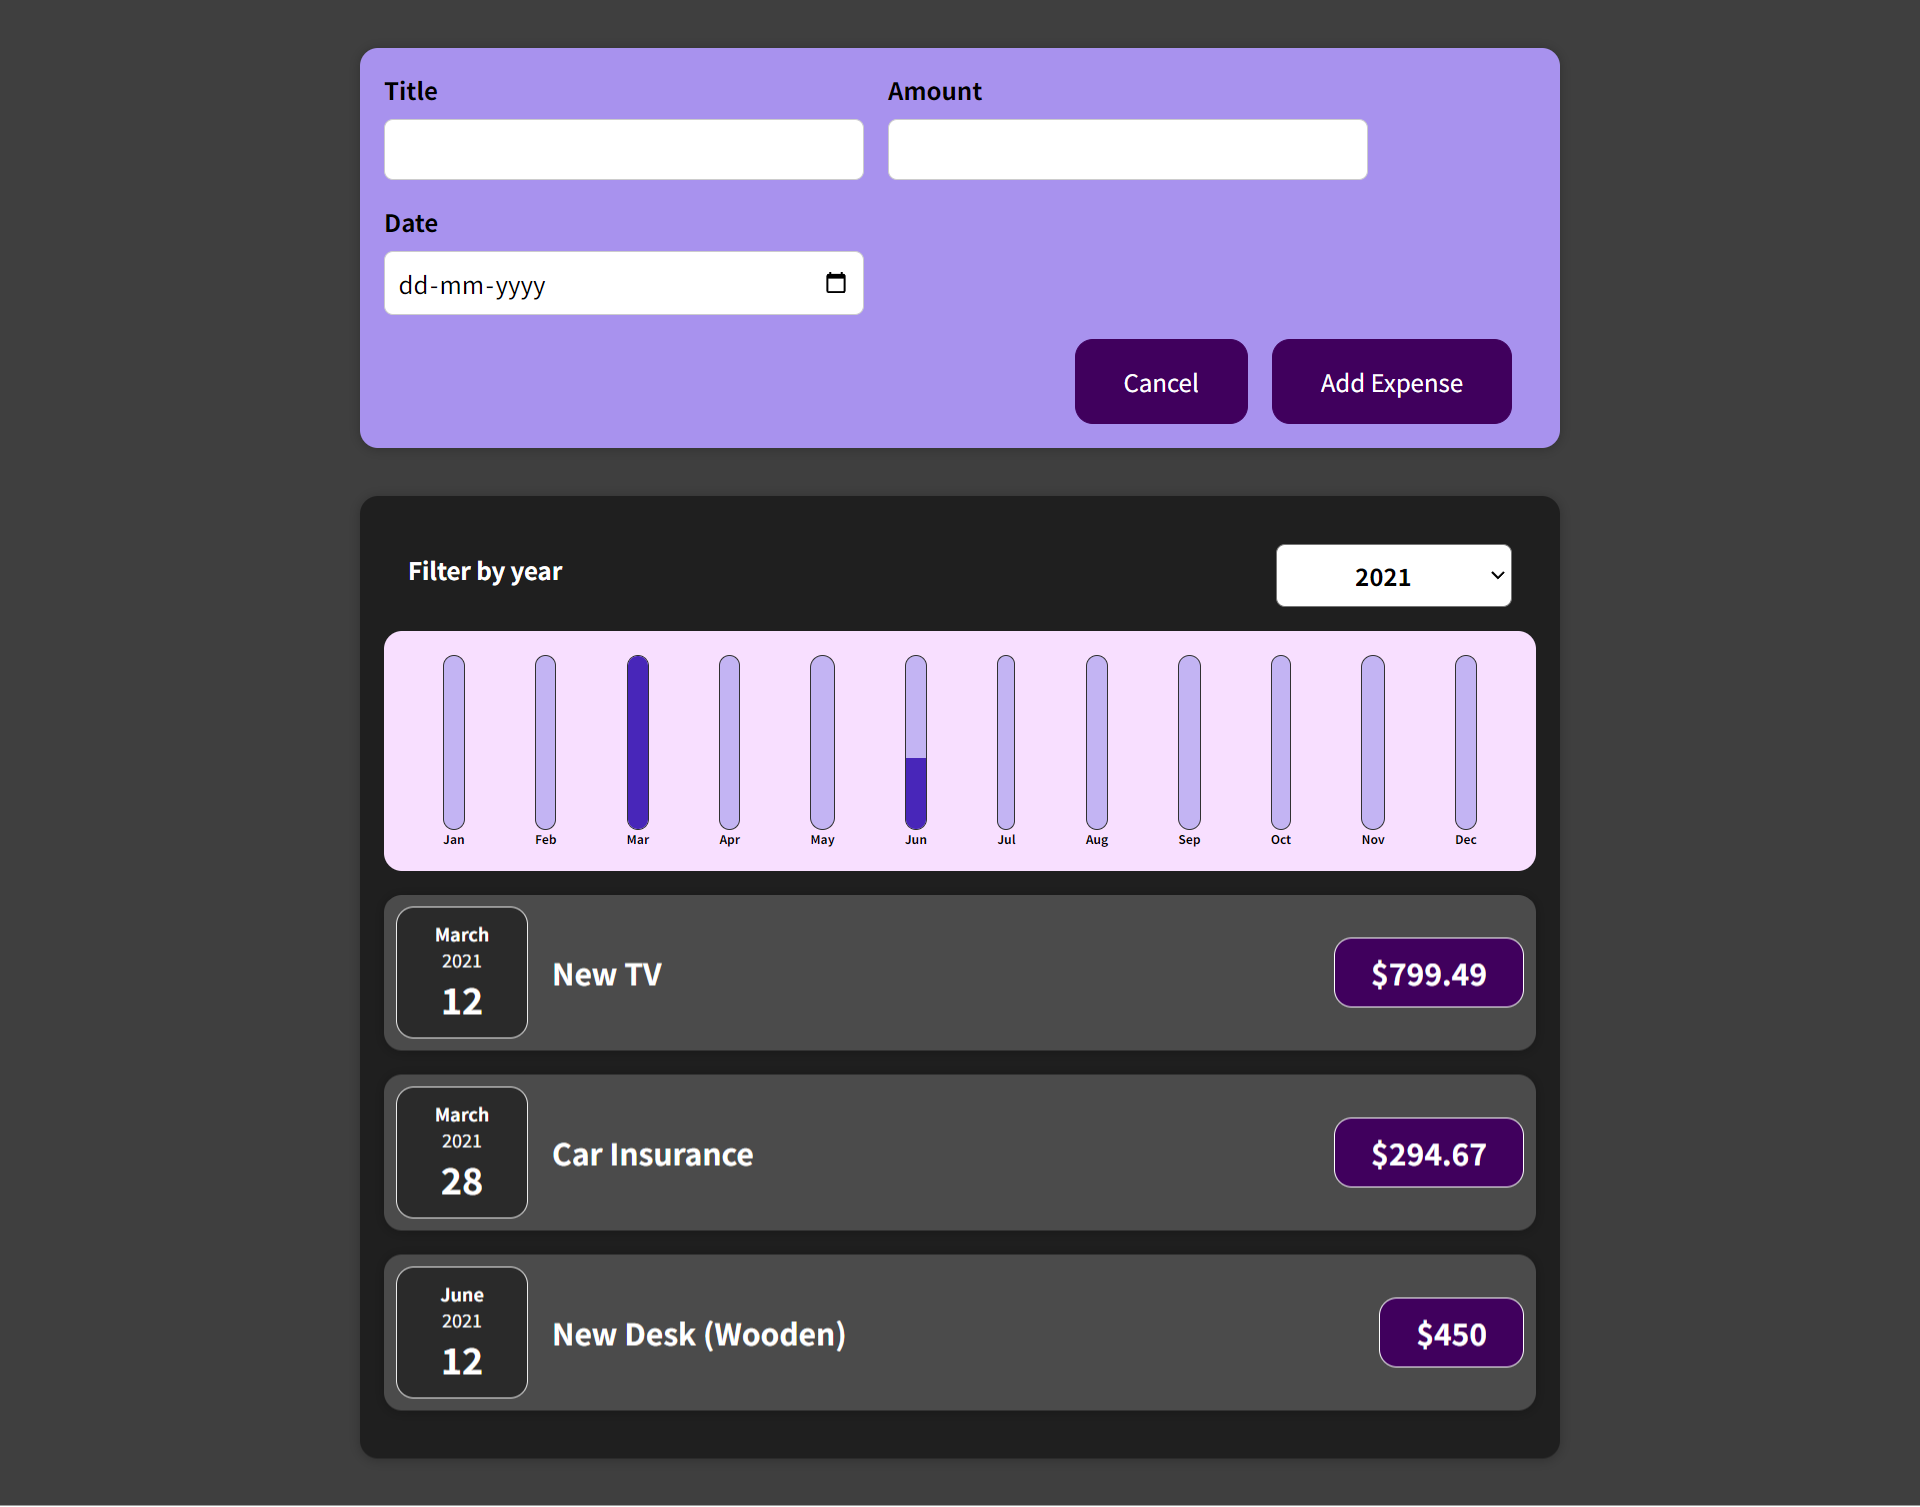 Title Amount
Date
dd-mm-yyyy
Cancel Add Expense
Filter by year 2021
Jan Feb Mar Apr May Jun Jul Aug Sep Oct Nov Dec
March
2021
12
New TV
$799.49
March
2021
28
Car Insurance
$294.67
June
2021
12
New Desk (Wooden)
$450